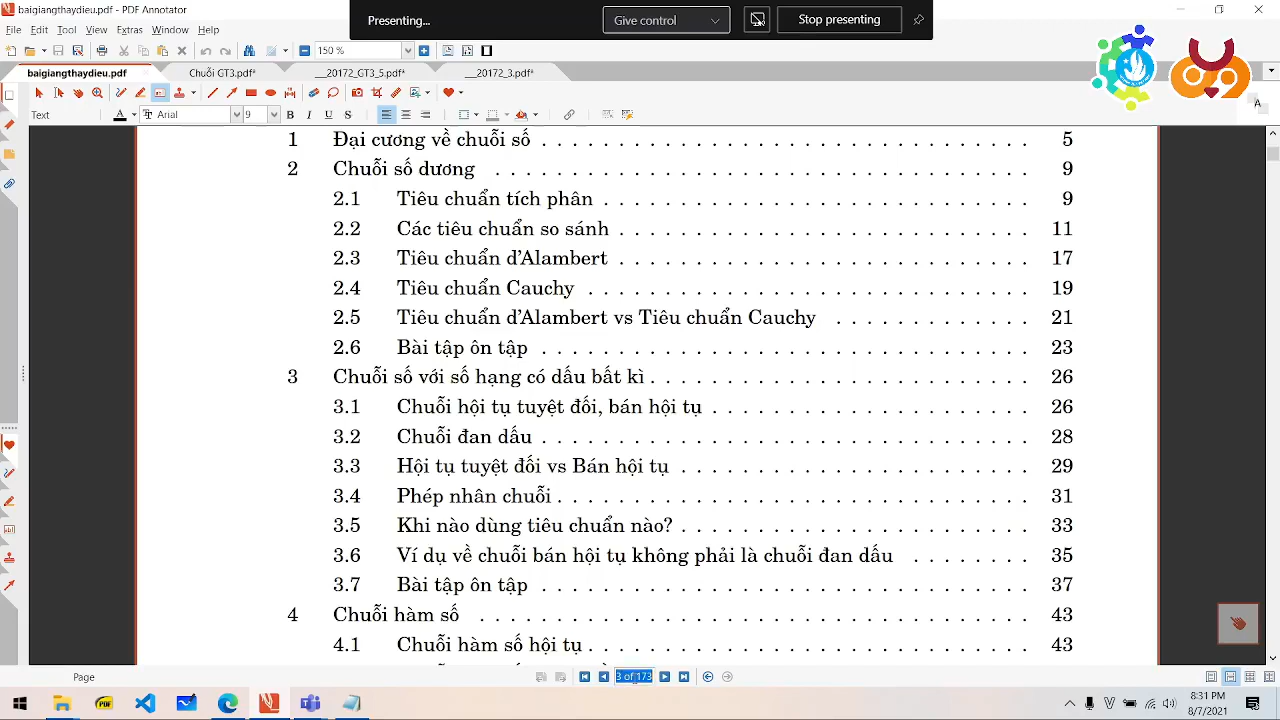 baigiangthaydieu.pdf - PDF Annotator
Presenting...
Give control
Stop presenting
File Edit Tools View Extras Window Help
150 %
baigiangthaydieu.pdf
Chuỗi GT3.pdf*
__20172_GT3_5.pdf*
__20172_3.pdf*
Text
Arial
9
B I U S
1 Đại cương về chuỗi số . . . . . . . . . . . . . . . . . . . . . . . . . . . . . . . . 5
2 Chuỗi số dương . . . . . . . . . . . . . . . . . . . . . . . . . . . . . . . . . . . 9
2.1 Tiêu chuẩn tích phân . . . . . . . . . . . . . . . . . . . . . . . . . . . . 9
2.2 Các tiêu chuẩn so sánh . . . . . . . . . . . . . . . . . . . . . . . . . . . 11
2.3 Tiêu chuẩn d'Alambert . . . . . . . . . . . . . . . . . . . . . . . . . . . 17
2.4 Tiêu chuẩn Cauchy . . . . . . . . . . . . . . . . . . . . . . . . . . . . . 19
2.5 Tiêu chuẩn d'Alambert vs Tiêu chuẩn Cauchy . . . . . . . . . . . . . 21
2.6 Bài tập ôn tập . . . . . . . . . . . . . . . . . . . . . . . . . . . . . . . . 23
3 Chuỗi số với số hạng có dấu bất kì . . . . . . . . . . . . . . . . . . . . . . . . . 26
3.1 Chuỗi hội tụ tuyệt đối, bán hội tụ . . . . . . . . . . . . . . . . . . . . . 26
3.2 Chuỗi đan dấu . . . . . . . . . . . . . . . . . . . . . . . . . . . . . . . . 28
3.3 Hội tụ tuyệt đối vs Bán hội tụ . . . . . . . . . . . . . . . . . . . . . . . 29
3.4 Phép nhân chuỗi . . . . . . . . . . . . . . . . . . . . . . . . . . . . . . . 31
3.5 Khi nào dùng tiêu chuẩn nào? . . . . . . . . . . . . . . . . . . . . . . . 33
3.6 Ví dụ về chuỗi bán hội tụ không phải là chuỗi đan dấu . . . . . . . . 35
3.7 Bài tập ôn tập . . . . . . . . . . . . . . . . . . . . . . . . . . . . . . . . 37
4 Chuỗi hàm số . . . . . . . . . . . . . . . . . . . . . . . . . . . . . . . . . . . . 43
4.1 Chuỗi hàm số hội tụ . . . . . . . . . . . . . . . . . . . . . . . . . . . . . 43
Page
3 of 173
8:31 PM
8/7/2021